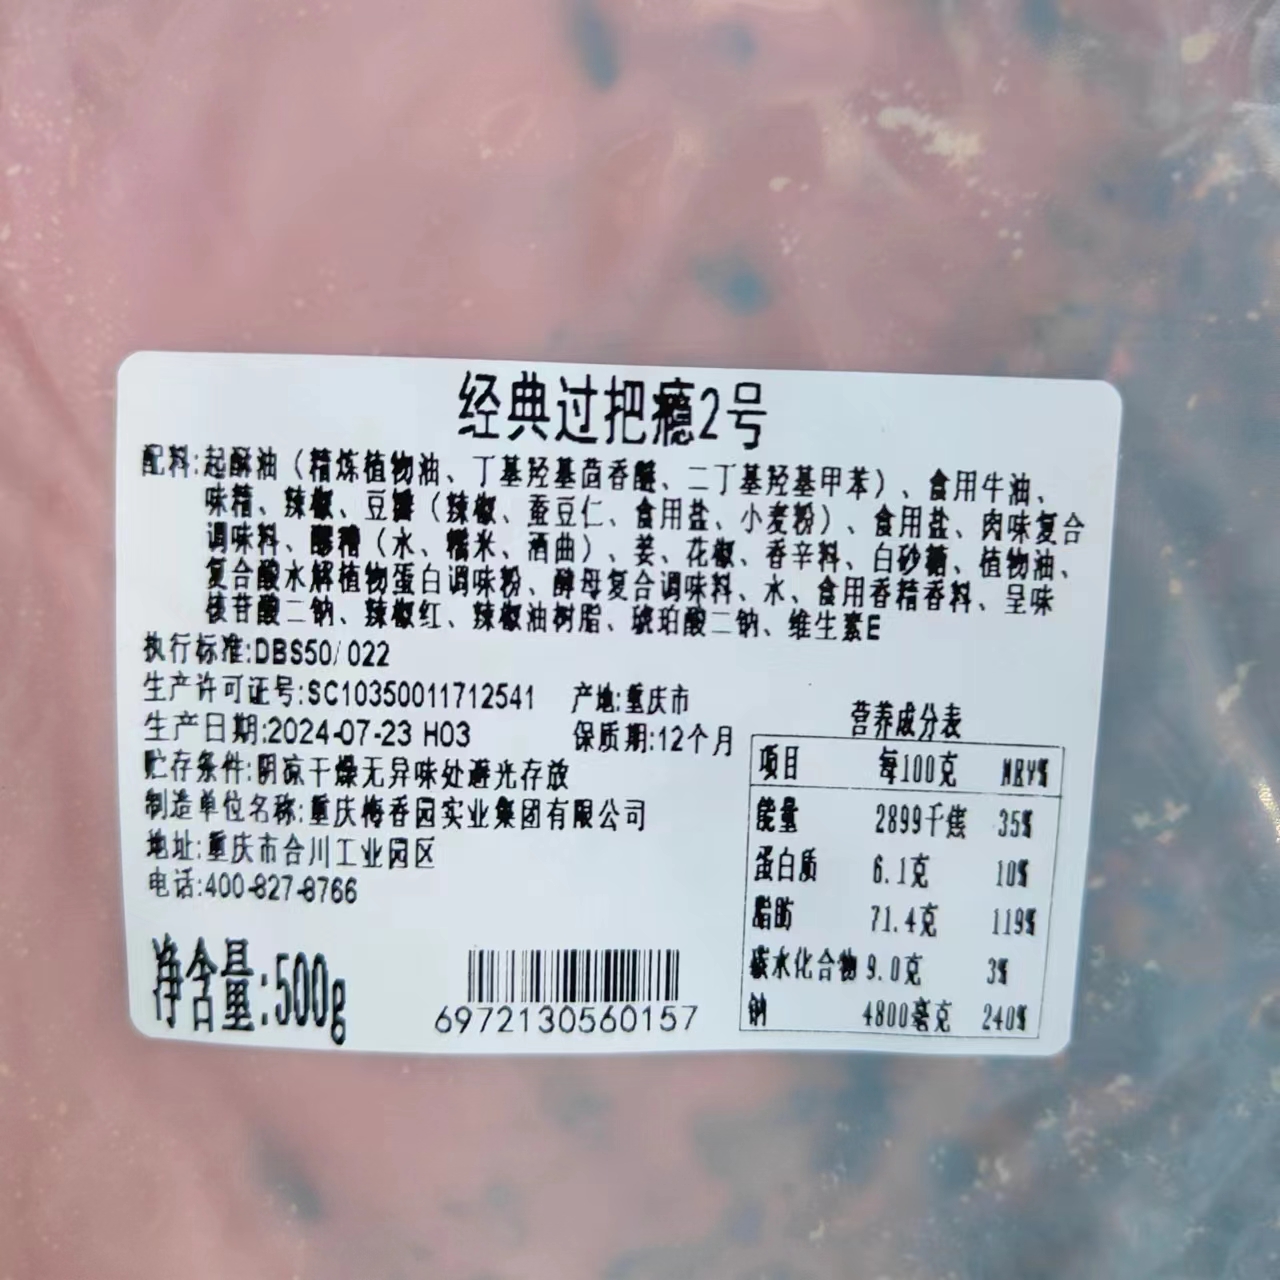 经典过把瘾2号
配料:起酥油（精炼植物油、丁基羟基茴香醚、二丁基羟基甲苯）、食用牛油、
味精、辣椒、豆瓣（辣椒、蚕豆仁、食用盐、小麦粉）、食用盐、肉味复合
调味料、醪糟（水、糯米、酒曲）、姜、花椒、香辛料、白砂糖、植物油、
复合酸水解植物蛋白调味粉、酵母复合调味料、水、食用香精香料、呈味
核苷酸二钠、辣椒红、辣椒油树脂、琥珀酸二钠、维生素E
执行标准:DBS50/022
生产许可证号:SC10350011712541 产地:重庆市
生产日期:2024-07-23 H03 保质期:12个月
贮存条件:阴凉干燥无异味处避光存放
制造单位名称:重庆梅香园实业集团有限公司
地址:重庆市合川工业园区
电话:400-827-8766
净含量:500g
6972130560157
营养成分表
项目 每100克 NRV%
能量 2899千焦 35%
蛋白质 6.1克 10%
脂肪 71.4克 119%
碳水化合物 9.0克 3%
钠 4800毫克 240%